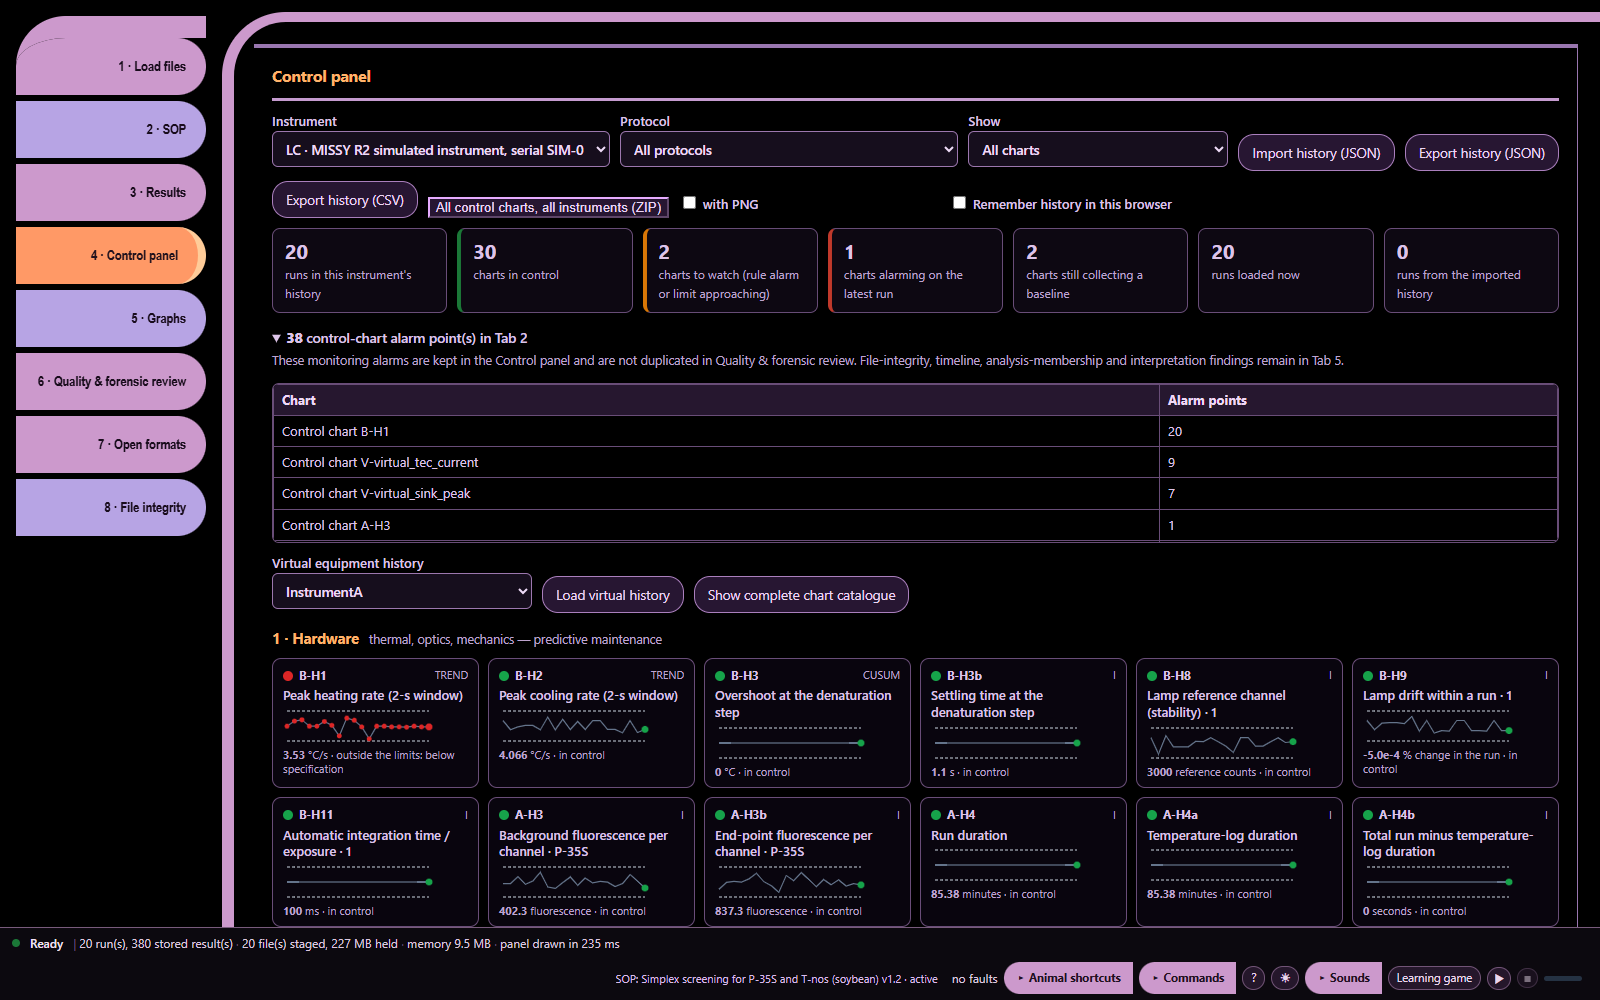 1 · Load files
2 · SOP
3 · Results
4 · Control panel
5 · Graphs
6 · Quality & forensic review
7 · Open formats
8 · File integrity
Control panel
Instrument
Protocol
Show
LC · MISSY R2 simulated instrument, serial SIM-0
All protocols
All charts
Import history (JSON)
Export history (JSON)
Export history (CSV)
All control charts, all instruments (ZIP)
with PNG
Remember history in this browser
20
runs in this instrument's
history
30
charts in control
2
charts to watch (rule alarm
or limit approaching)
1
charts alarming on the
latest run
2
charts still collecting a
baseline
20
runs loaded now
0
runs from the imported
history
▼ 38 control-chart alarm point(s) in Tab 2
These monitoring alarms are kept in the Control panel and are not duplicated in Quality & forensic review. File-integrity, timeline, analysis-membership and interpretation findings remain in Tab 5.
Chart
Alarm points
Control chart B-H1
20
Control chart V-virtual_tec_current
9
Control chart V-virtual_sink_peak
7
Control chart A-H3
1
Virtual equipment history
InstrumentA
Load virtual history
Show complete chart catalogue
1 · Hardware thermal, optics, mechanics — predictive maintenance
B-H1 TREND
Peak heating rate (2-s window)
3.53 °C/s · outside the limits: below
specification
B-H2 TREND
Peak cooling rate (2-s window)
4.066 °C/s · in control
B-H3 CUSUM
Overshoot at the denaturation
step
0 °C · in control
B-H3b I
Settling time at the
denaturation step
1.1 s · in control
B-H8 I
Lamp reference channel
(stability) · 1
3000 reference counts · in control
B-H9 I
Lamp drift within a run · 1
-5.0e-4 % change in the run · in
control
B-H11 I
Automatic integration time /
exposure · 1
100 ms · in control
A-H3 I
Background fluorescence per
channel · P-35S
402.3 fluorescence · in control
A-H3b I
End-point fluorescence per
channel · P-35S
837.3 fluorescence · in control
A-H4 I
Run duration
85.38 minutes · in control
A-H4a I
Temperature-log duration
85.38 minutes · in control
A-H4b I
Total run minus temperature-
log duration
0 seconds · in control
Ready | 20 run(s), 380 stored result(s) · 20 file(s) staged, 227 MB held · memory 9.5 MB · panel drawn in 235 ms
SOP: Simplex screening for P-35S and T-nos (soybean) v1.2 · active
no faults
‣ Animal shortcuts
‣ Commands
?
‣ Sounds
Learning game